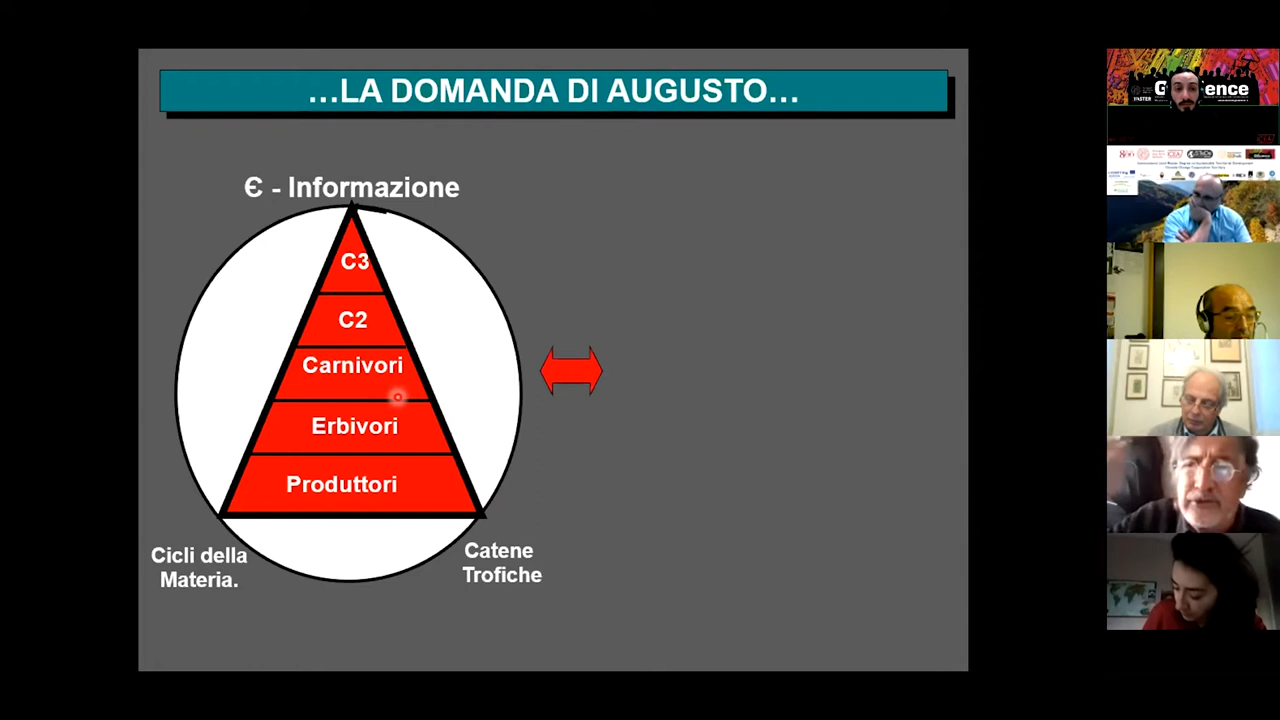 …LA DOMANDA DI AUGUSTO…
Є - Informazione
C3
C2
Carnivori
Erbivori
Produttori
Cicli della
Materia.
Catene
Trofiche